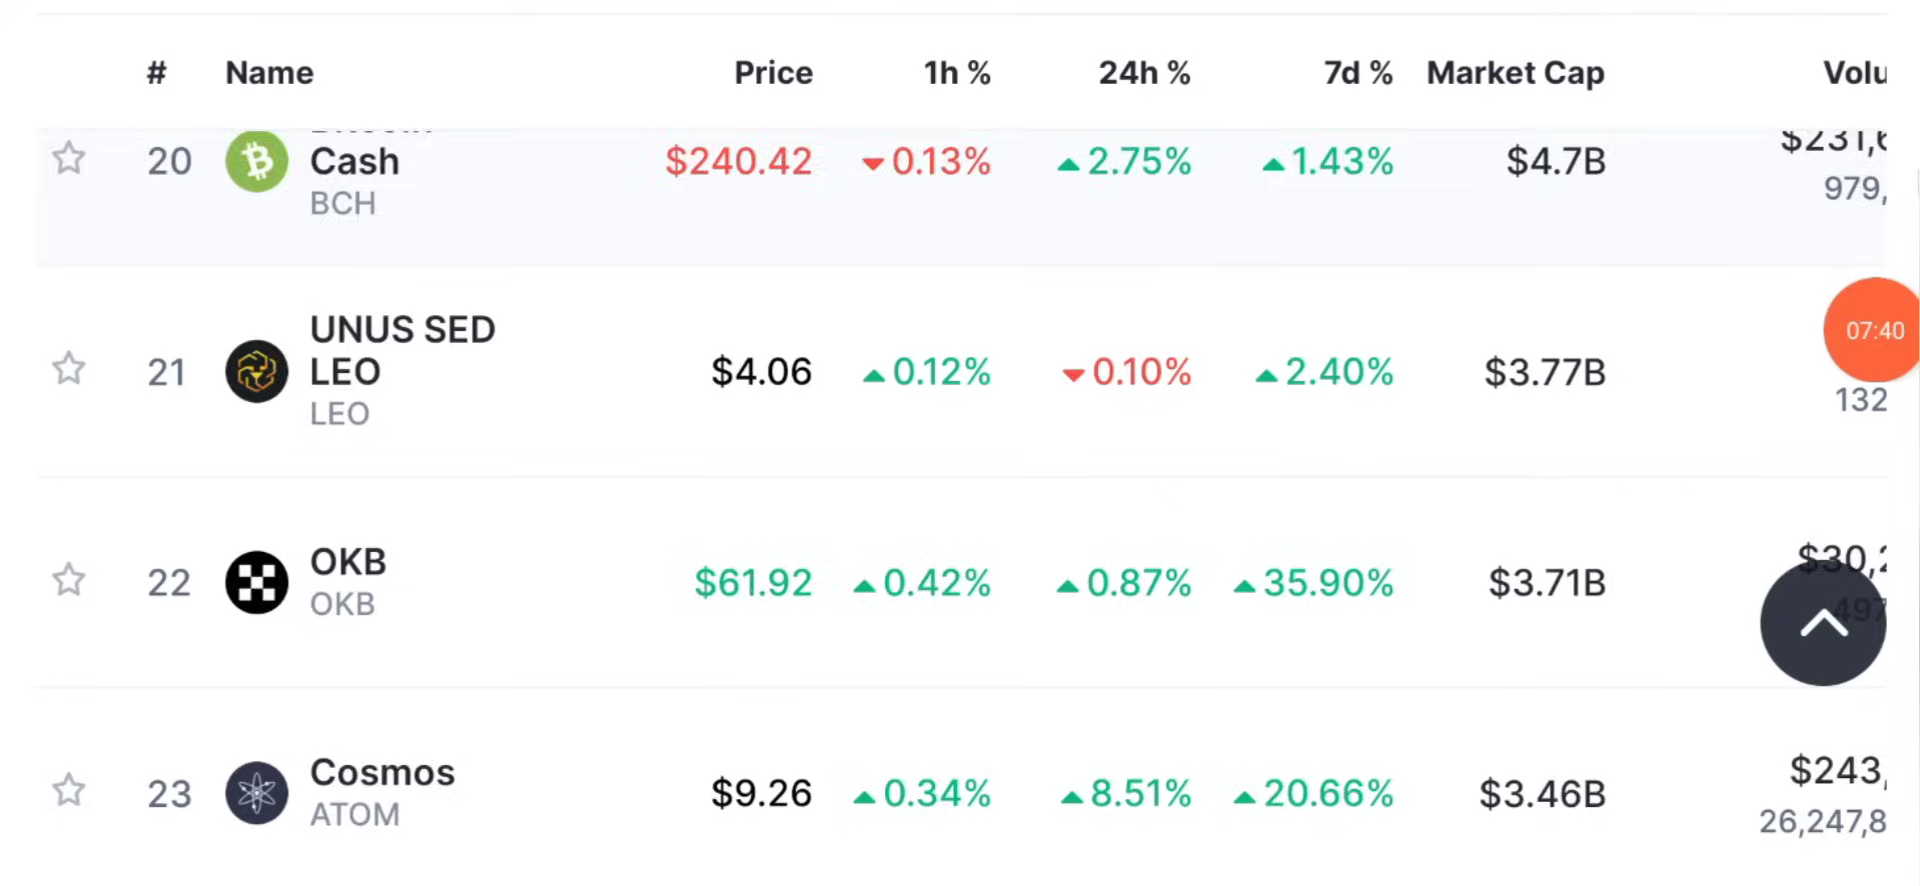 # Name Price 1h % 24h % 7d % Market Cap Volu
20 Cash $240.42 0.13% 2.75% 1.43% $4.7B
BCH 979,
UNUS SED
21 LEO $4.06 0.12% 0.10% 2.40% $3.77B 07:40
LEO 132
OKB $30,2
22 $61.92 0.42% 0.87% 35.90% $3.71B
OKB 497
Cosmos $243,
23 $9.26 0.34% 8.51% 20.66% $3.46B
ATOM 26,247,8